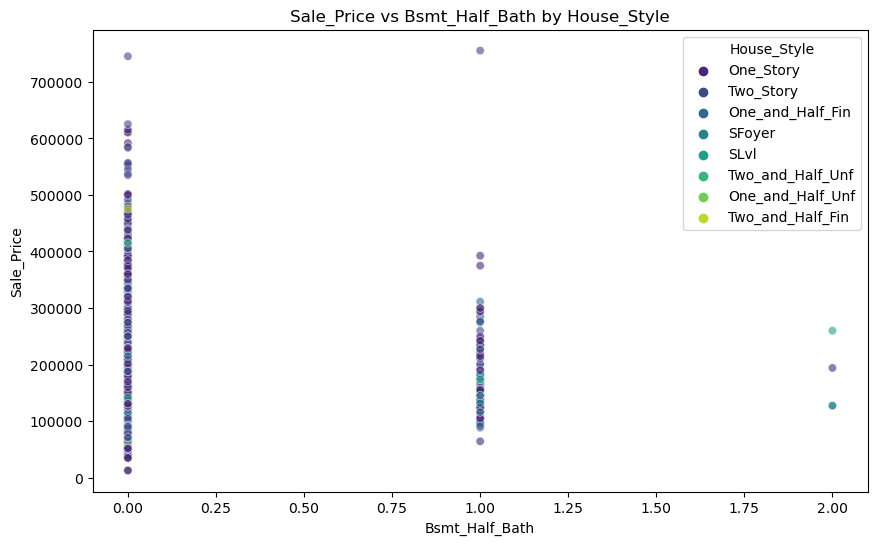 Sale_Price vs Bsmt_Half_Bath by House_Style
House_Style
One_Story
Two_Story
One_and_Half_Fin
SFoyer
SLvl
Two_and_Half_Unf
One_and_Half_Unf
Two_and_Half_Fin
Sale_Price
700000
600000
500000
400000
300000
200000
100000
0
0.00
0.25
0.50
0.75
1.00
1.25
1.50
1.75
2.00
Bsmt_Half_Bath